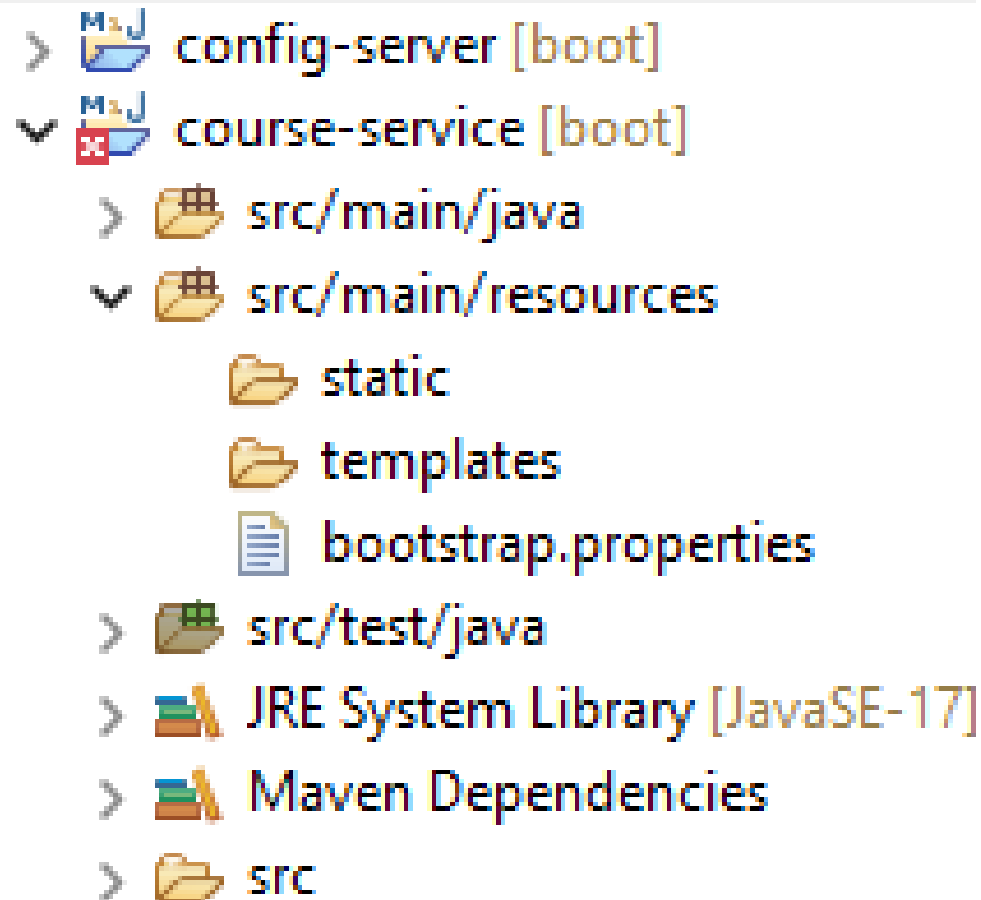 config-server [boot]
course-service [boot]
src/main/java
src/main/resources
static
templates
bootstrap.properties
src/test/java
JRE System Library [JavaSE-17]
Maven Dependencies
src